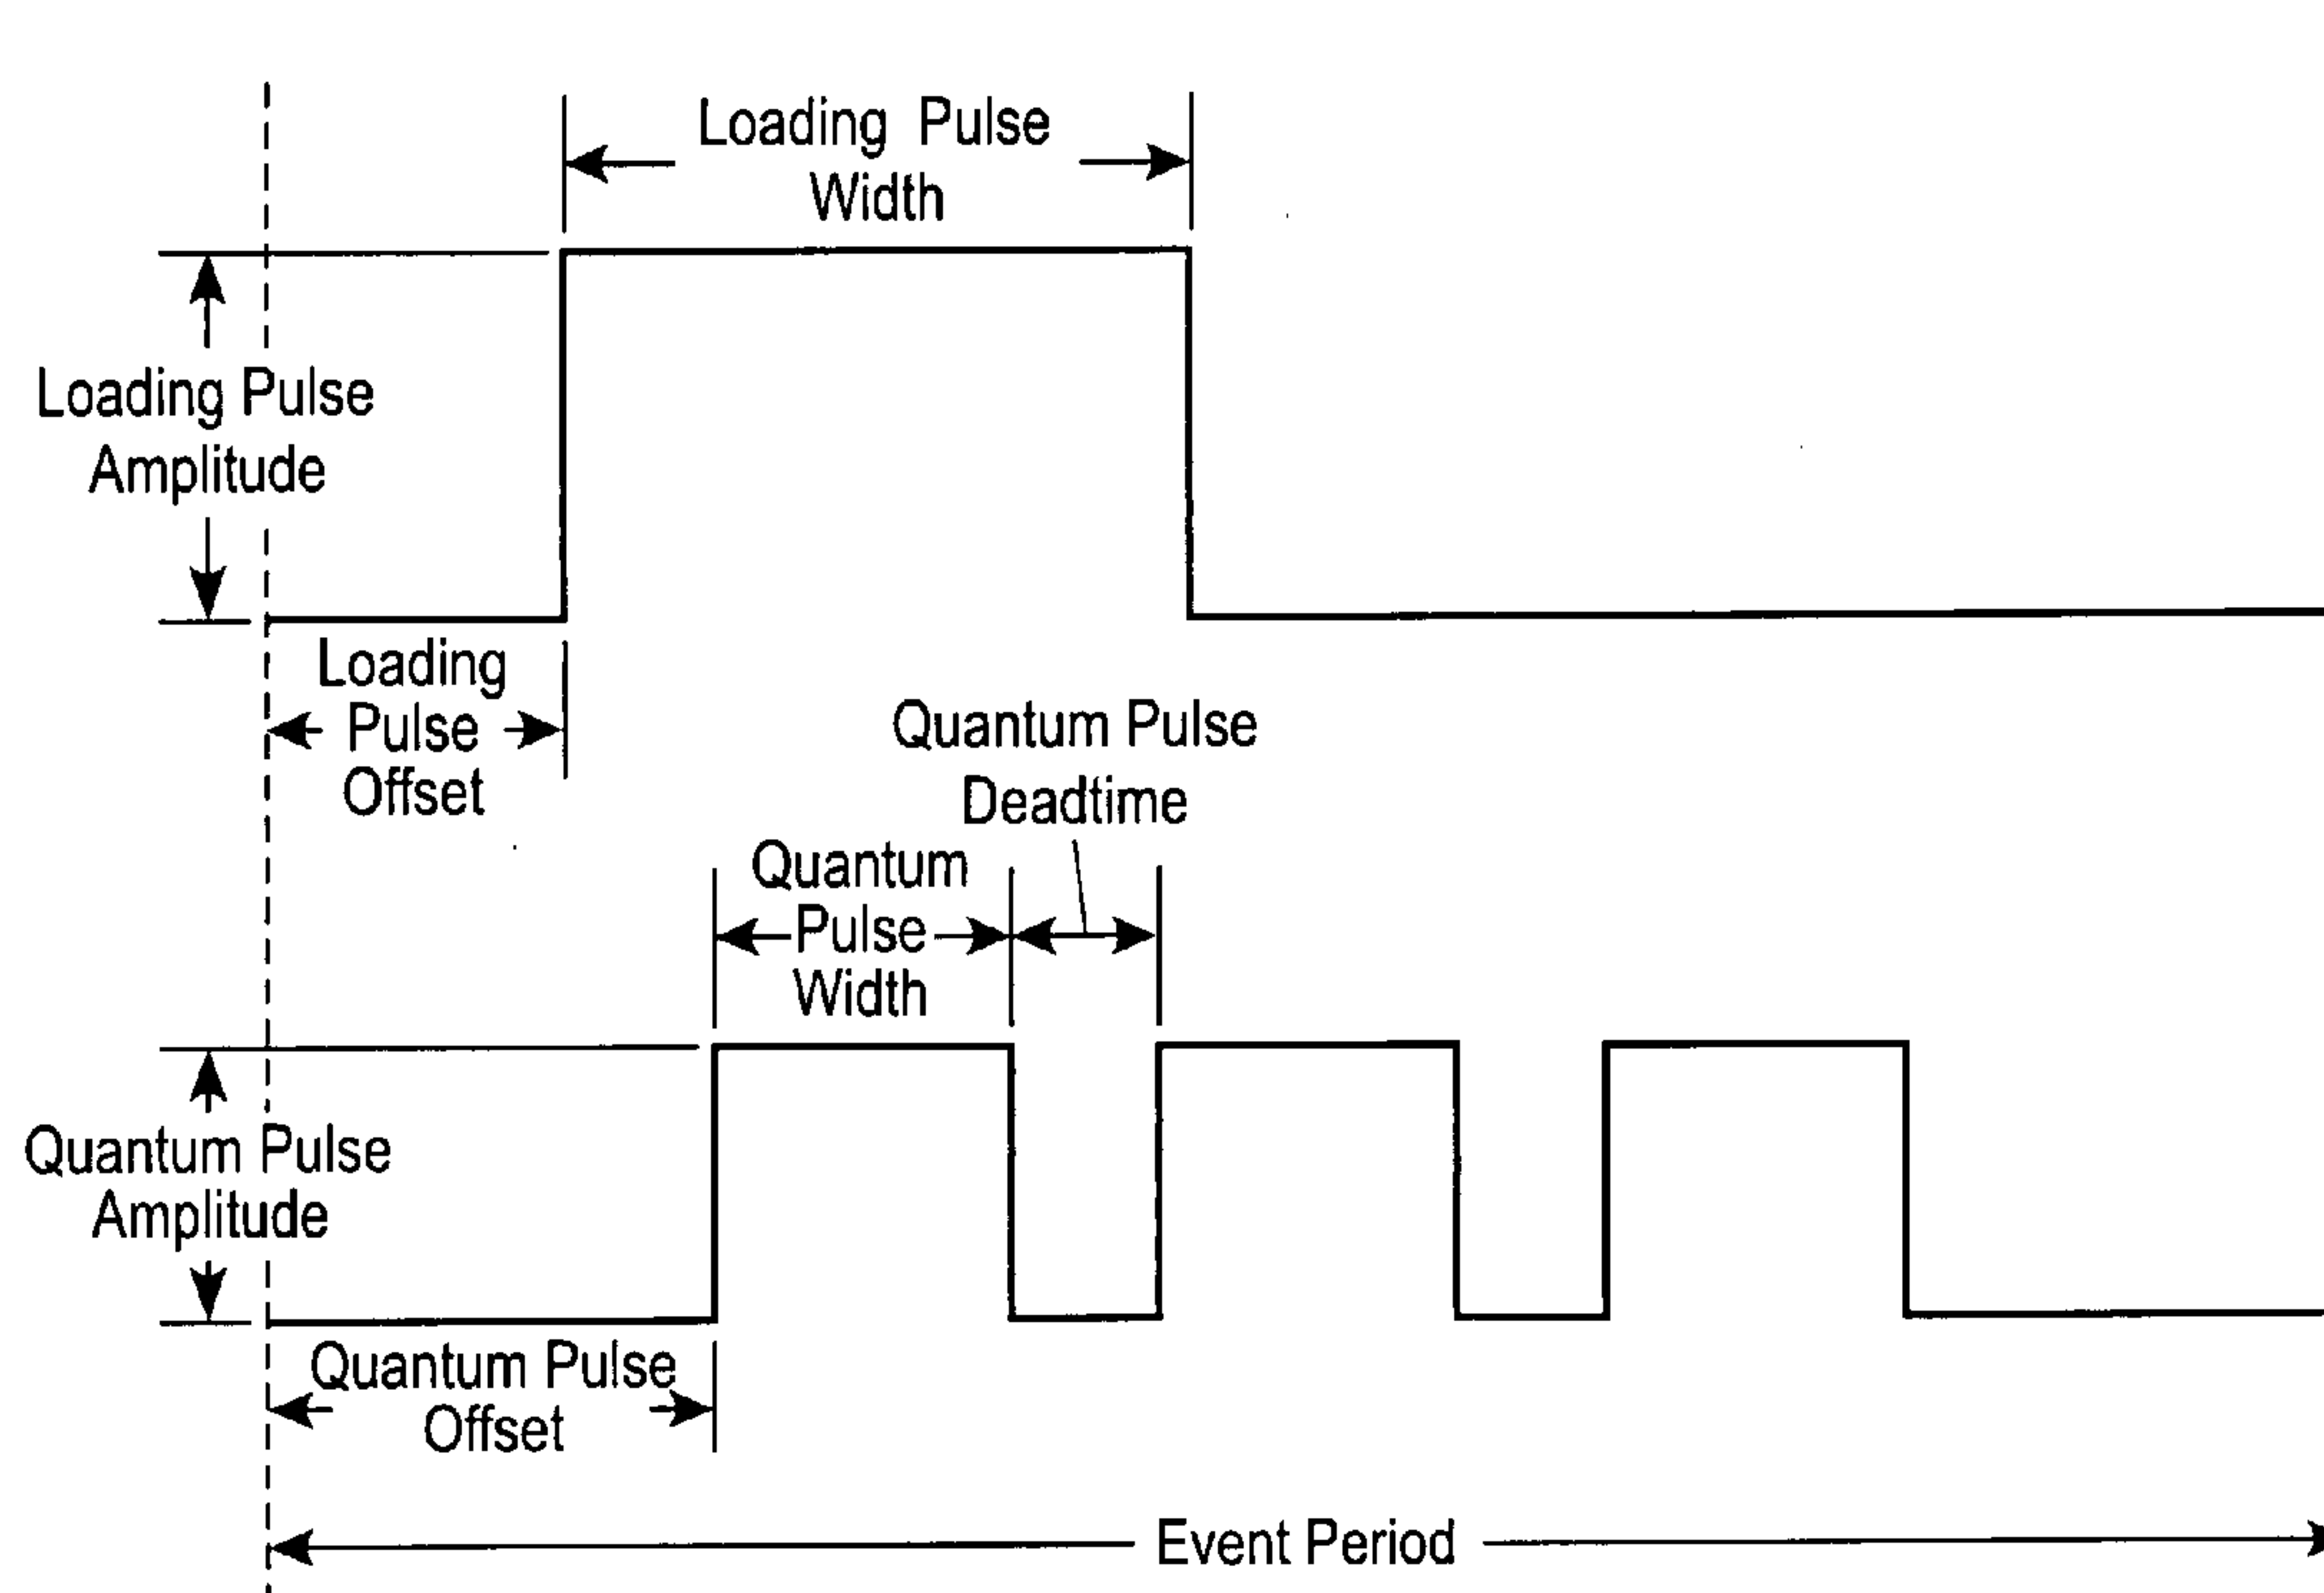 Loading Pulse
Width
Loading Pulse
Amplitude
Loading
Pulse
Offset
Quantum Pulse
Deadtime
Quantum
Pulse
Width
Quantum Pulse
Amplitude
Quantum Pulse
Offset
Event Period